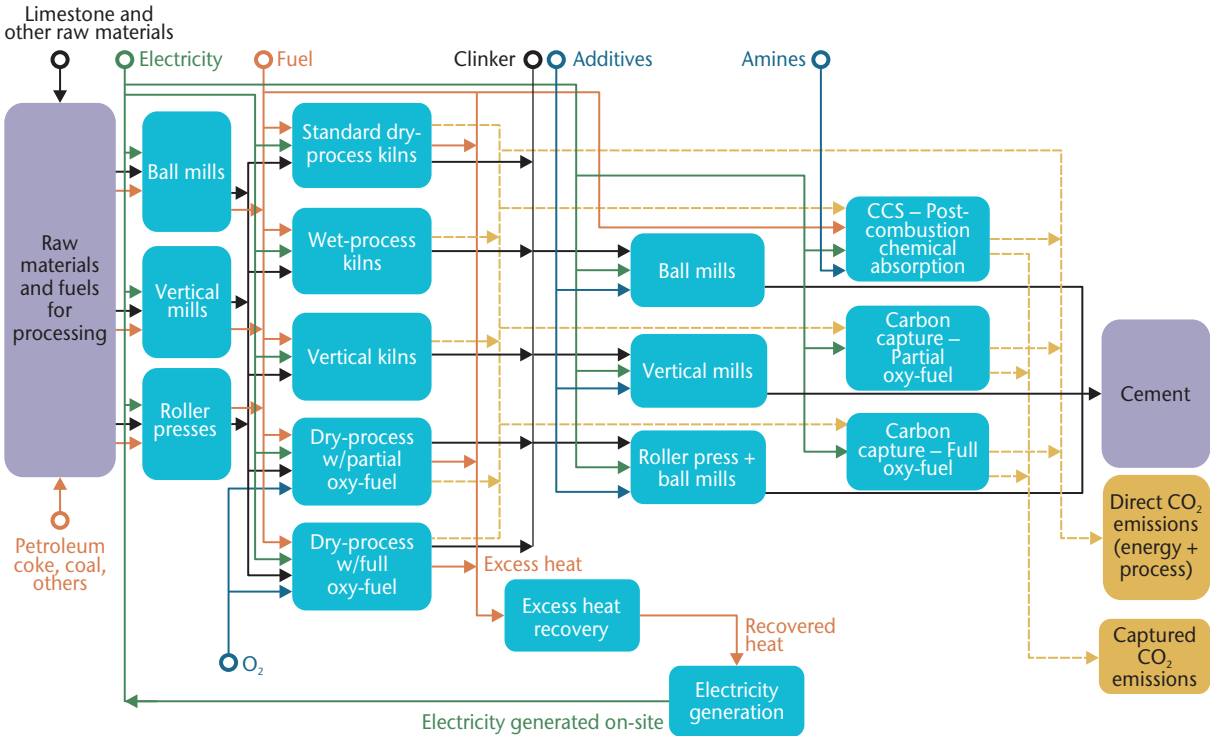 Limestone and
other raw materials
Electricity
Fuel
Clinker
Additives
Amines
Raw
materials
and fuels
for
processing
Ball mills
Vertical
mills
Roller
presses
Standard dry-
process kilns
Wet-process
kilns
Vertical kilns
Dry-process
w/partial
oxy-fuel
Dry-process
w/full
oxy-fuel
Ball mills
Vertical mills
Roller press +
ball mills
CCS – Post-
combustion
chemical
absorption
Carbon
capture –
Partial
oxy-fuel
Carbon
capture – Full
oxy-fuel
Cement
Direct CO₂
emissions
(energy +
process)
Captured
CO₂
emissions
Petroleum
coke, coal,
others
O₂
Excess heat
Excess heat
recovery
Recovered
heat
Electricity
generation
Electricity generated on-site